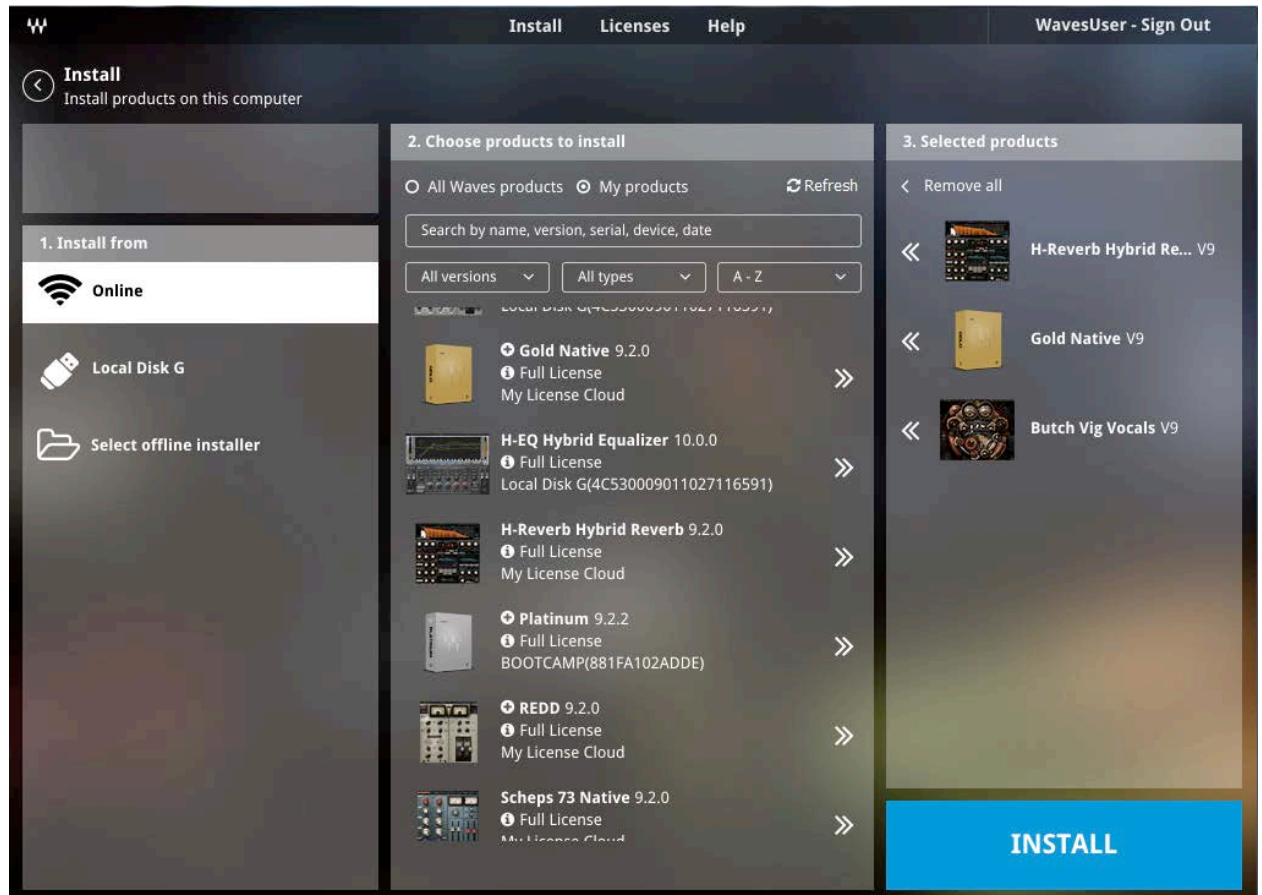 Install Licenses Help WavesUser - Sign Out
Install
Install products on this computer
1. Install from
Online
Local Disk G
Select offline installer
2. Choose products to install
All Waves products My products Refresh
Search by name, version, serial, device, date
All versions All types A - Z
Local Disk G(4C530009011027116591)
Gold Native 9.2.0
Full License
My License Cloud
H-EQ Hybrid Equalizer 10.0.0
Full License
Local Disk G(4C530009011027116591)
H-Reverb Hybrid Reverb 9.2.0
Full License
My License Cloud
Platinum 9.2.2
Full License
BOOTCAMP(881FA102ADDE)
REDD 9.2.0
Full License
My License Cloud
Scheps 73 Native 9.2.0
Full License
My License Cloud
3. Selected products
Remove all
H-Reverb Hybrid Re... V9
Gold Native V9
Butch Vig Vocals V9
INSTALL